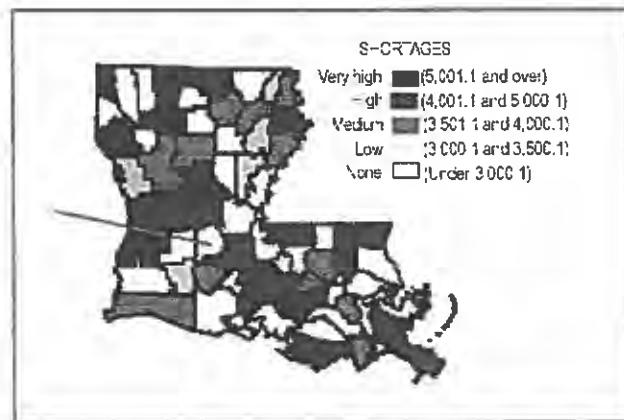 SHORTAGES
Very high (5,001.1 and over)
High (4,001.1 and 5 000 1)
Medium (3 501 1 and 4,000.1)
Low (3 000 1 and 3,500.1)
None (Under 3 000 1)